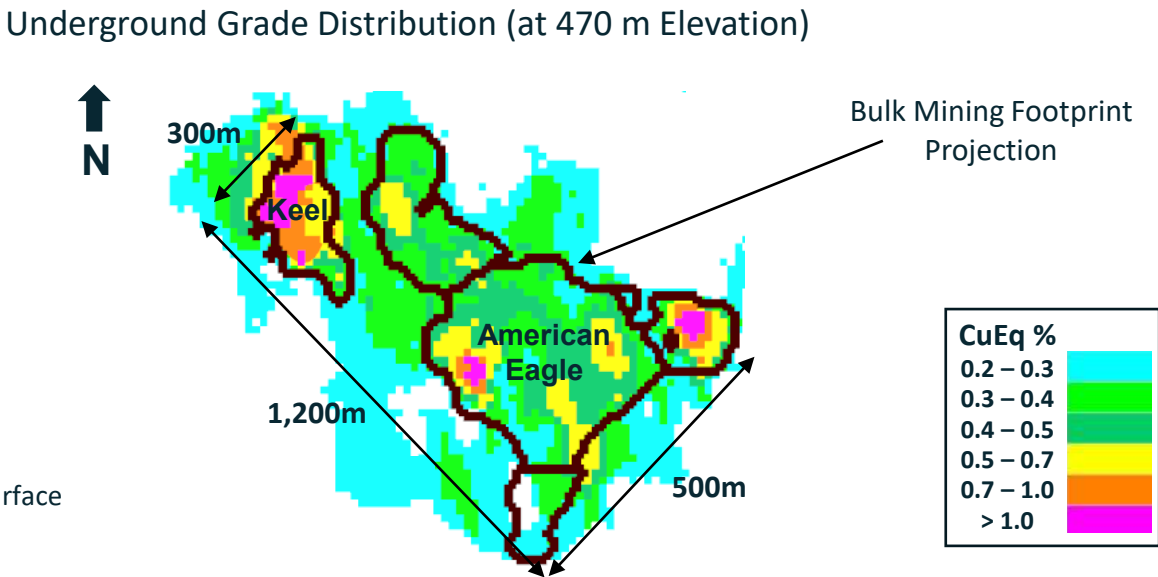 Underground Grade Distribution (at 470 m Elevation)
N
300m
Keel
Bulk Mining Footprint
Projection
American
Eagle
1,200m
500m
rface
CuEq %
0.2 – 0.3
0.3 – 0.4
0.4 – 0.5
0.5 – 0.7
0.7 – 1.0
> 1.0